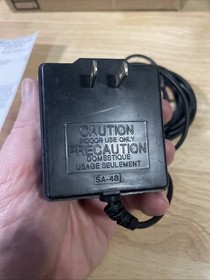 CAUTION
INDOOR USE ONLY
PRECAUTION
DOMESTIQUE
USAGE SEULEMENT
SA-48